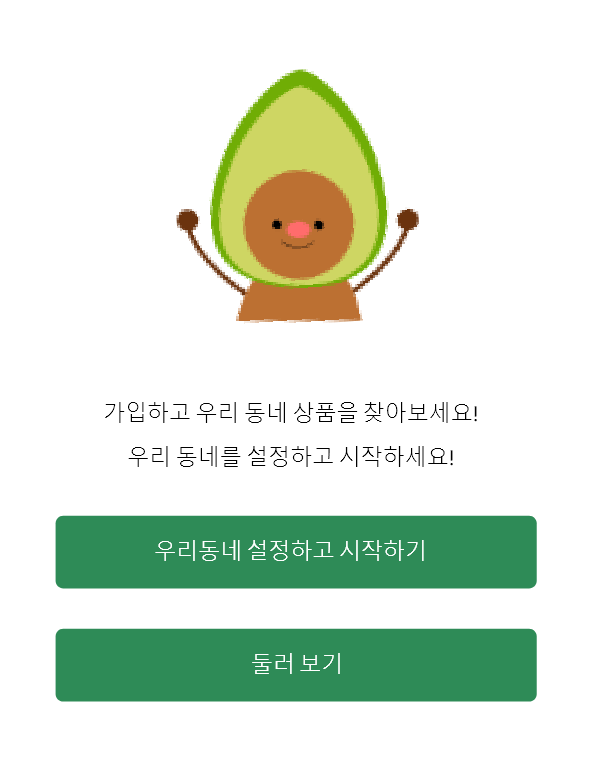 가입하고 우리 동네 상품을 찾아보세요!
우리 동네를 설정하고 시작하세요!
우리동네 설정하고 시작하기
둘러 보기